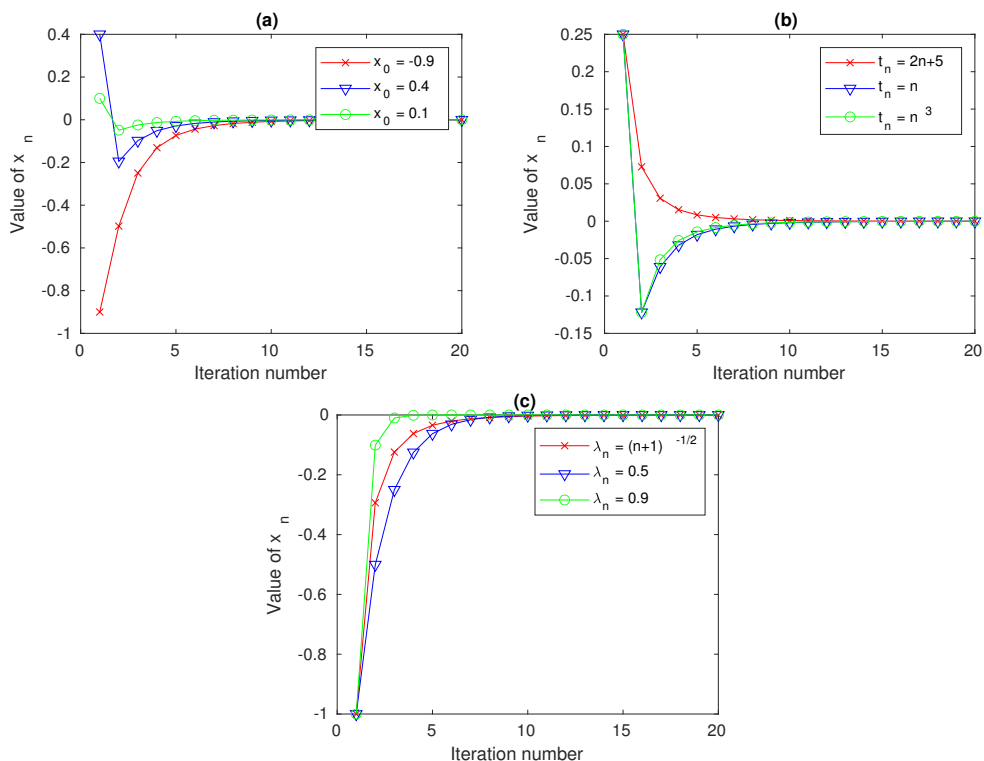 (a)
0.4
0.2
0
-0.2
-0.4
-0.6
-0.8
-1
0 5 10 15 20
Value of x n
Iteration number
x 0 = -0.9
x 0 = 0.4
x 0 = 0.1
(b)
0.25
0.2
0.15
0.1
0.05
0
-0.05
-0.1
-0.15
0 5 10 15 20
Value of x n
Iteration number
t n = 2n+5
t n = n
t n = n 3
(c)
0
-0.2
-0.4
-0.6
-0.8
-1
0 5 10 15 20
Value of x n
Iteration number
λ n = (n+1) -1/2
λ n = 0.5
λ n = 0.9